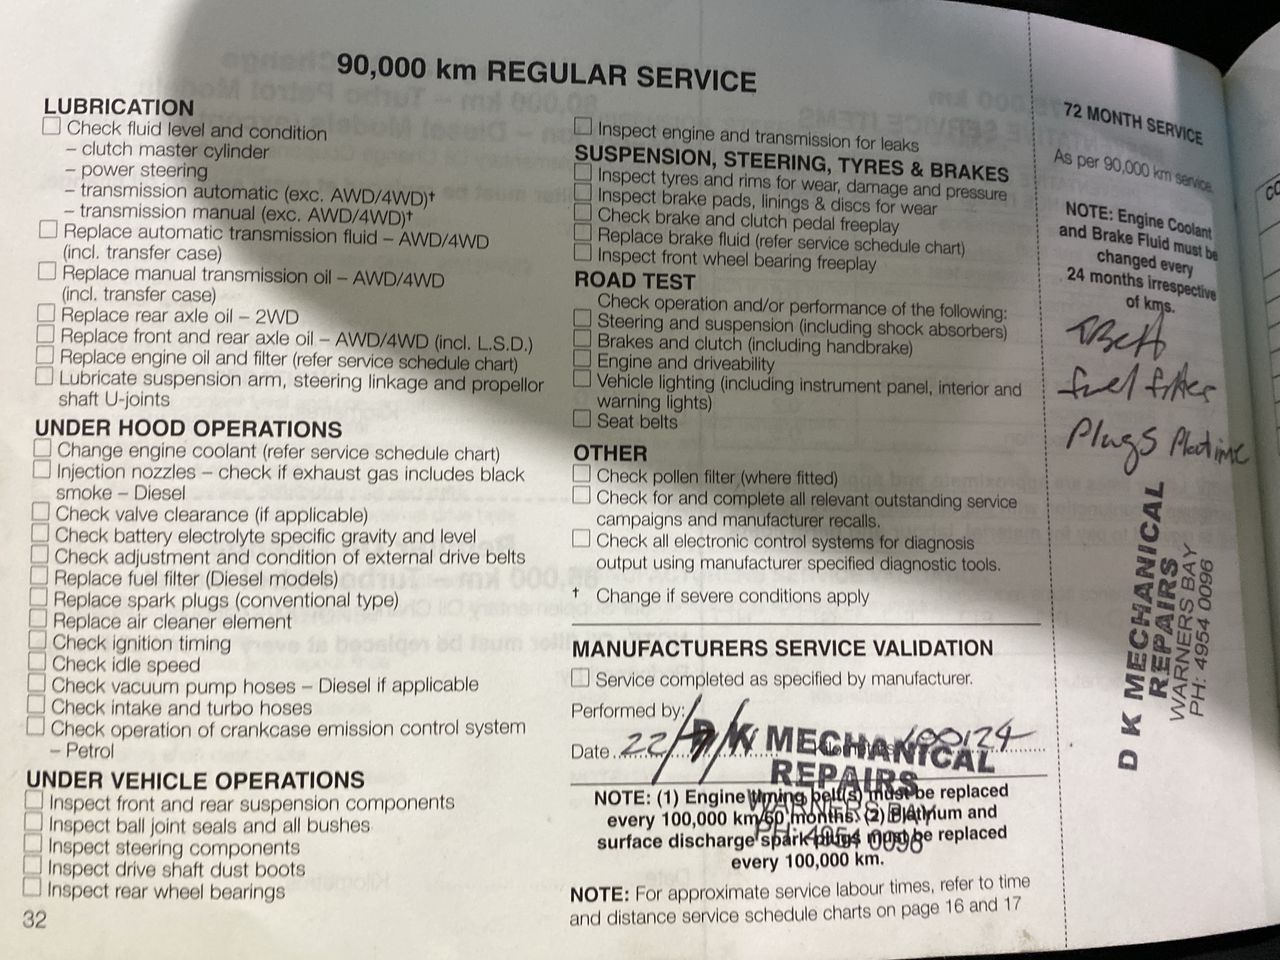 90,000 km REGULAR SERVICE
LUBRICATION
Check fluid level and condition
– clutch master cylinder
– power steering
– transmission automatic (exc. AWD/4WD)†
– transmission manual (exc. AWD/4WD)†
Replace automatic transmission fluid – AWD/4WD
(incl. transfer case)
Replace manual transmission oil – AWD/4WD
(incl. transfer case)
Replace rear axle oil – 2WD
Replace front and rear axle oil – AWD/4WD (incl. L.S.D.)
Replace engine oil and filter (refer service schedule chart)
Lubricate suspension arm, steering linkage and propellor
shaft U-joints
UNDER HOOD OPERATIONS
Change engine coolant (refer service schedule chart)
Injection nozzles – check if exhaust gas includes black
smoke – Diesel
Check valve clearance (if applicable)
Check battery electrolyte specific gravity and level
Check adjustment and condition of external drive belts
Replace fuel filter (Diesel models)
Replace spark plugs (conventional type)
Replace air cleaner element
Check ignition timing
Check idle speed
Check vacuum pump hoses – Diesel if applicable
Check intake and turbo hoses
Check operation of crankcase emission control system
– Petrol
UNDER VEHICLE OPERATIONS
Inspect front and rear suspension components
Inspect ball joint seals and all bushes
Inspect steering components
Inspect drive shaft dust boots
Inspect rear wheel bearings
32
Inspect engine and transmission for leaks
SUSPENSION, STEERING, TYRES & BRAKES
Inspect tyres and rims for wear, damage and pressure
Inspect brake pads, linings & discs for wear
Check brake and clutch pedal freeplay
Replace brake fluid (refer service schedule chart)
Inspect front wheel bearing freeplay
ROAD TEST
Check operation and/or performance of the following:
Steering and suspension (including shock absorbers)
Brakes and clutch (including handbrake)
Engine and driveability
Vehicle lighting (including instrument panel, interior and
warning lights)
Seat belts
OTHER
Check pollen filter (where fitted)
Check for and complete all relevant outstanding service
campaigns and manufacturer recalls.
Check all electronic control systems for diagnosis
output using manufacturer specified diagnostic tools.
† Change if severe conditions apply
MANUFACTURERS SERVICE VALIDATION
Service completed as specified by manufacturer.
Performed by:
Date 22/
100124
D K MECHANICAL
REPAIRS
WARNERS BAY
PH: 4954 0096
NOTE: (1) Engine timing belt(s) must be replaced
every 100,000 km/60 months. (2) Platinum and
surface discharge spark plugs must be replaced
every 100,000 km.
NOTE: For approximate service labour times, refer to time
and distance service schedule charts on page 16 and 17
72 MONTH SERVICE
As per 90,000 km service.
NOTE: Engine Coolant
and Brake Fluid must be
changed every
24 months irrespective
of kms.
fuel filter
Plugs
D K MECHANICAL
REPAIRS
WARNERS BAY
PH: 4954 0096